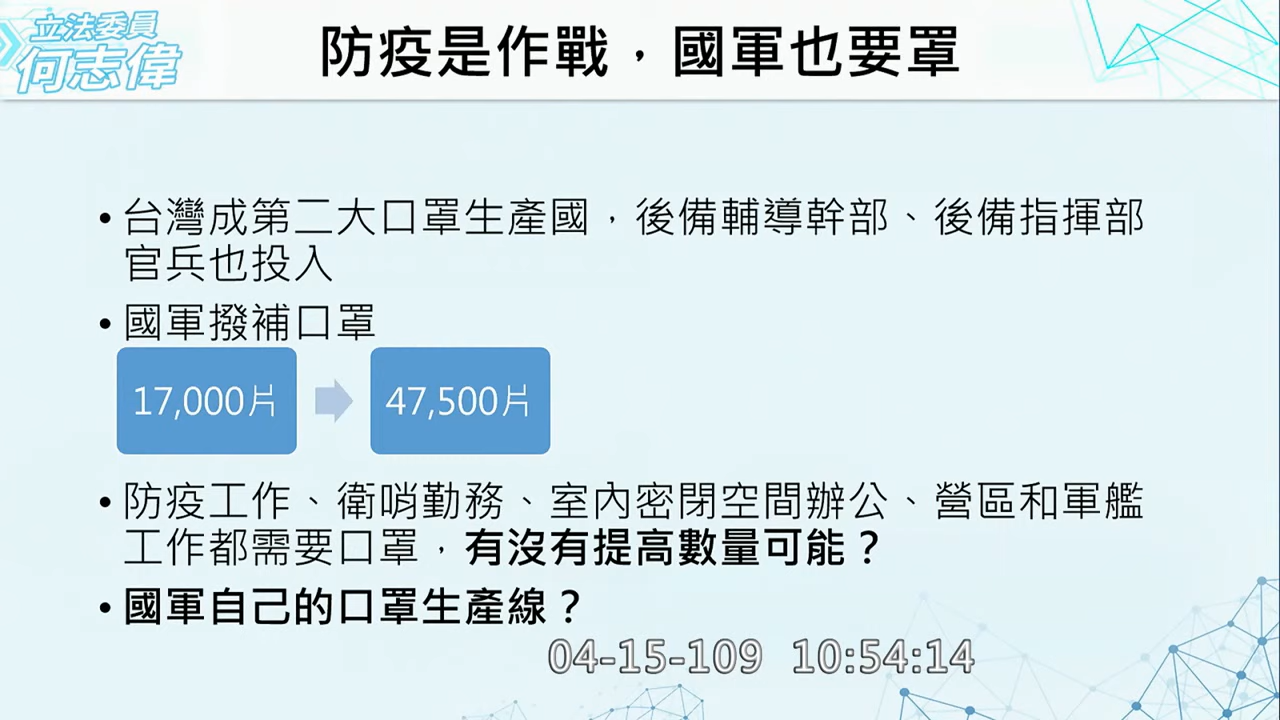 立法委員
何志偉
防疫是作戰，國軍也要罩
• 台灣成第二大口罩生產國，後備輔導幹部、後備指揮部
官兵也投入
• 國軍撥補口罩
17,000片
47,500片
• 防疫工作、衛哨勤務、室內密閉空間辦公、營區和軍艦
工作都需要口罩，有沒有提高數量可能？
• 國軍自己的口罩生產線？
04-15-109 10:54:14